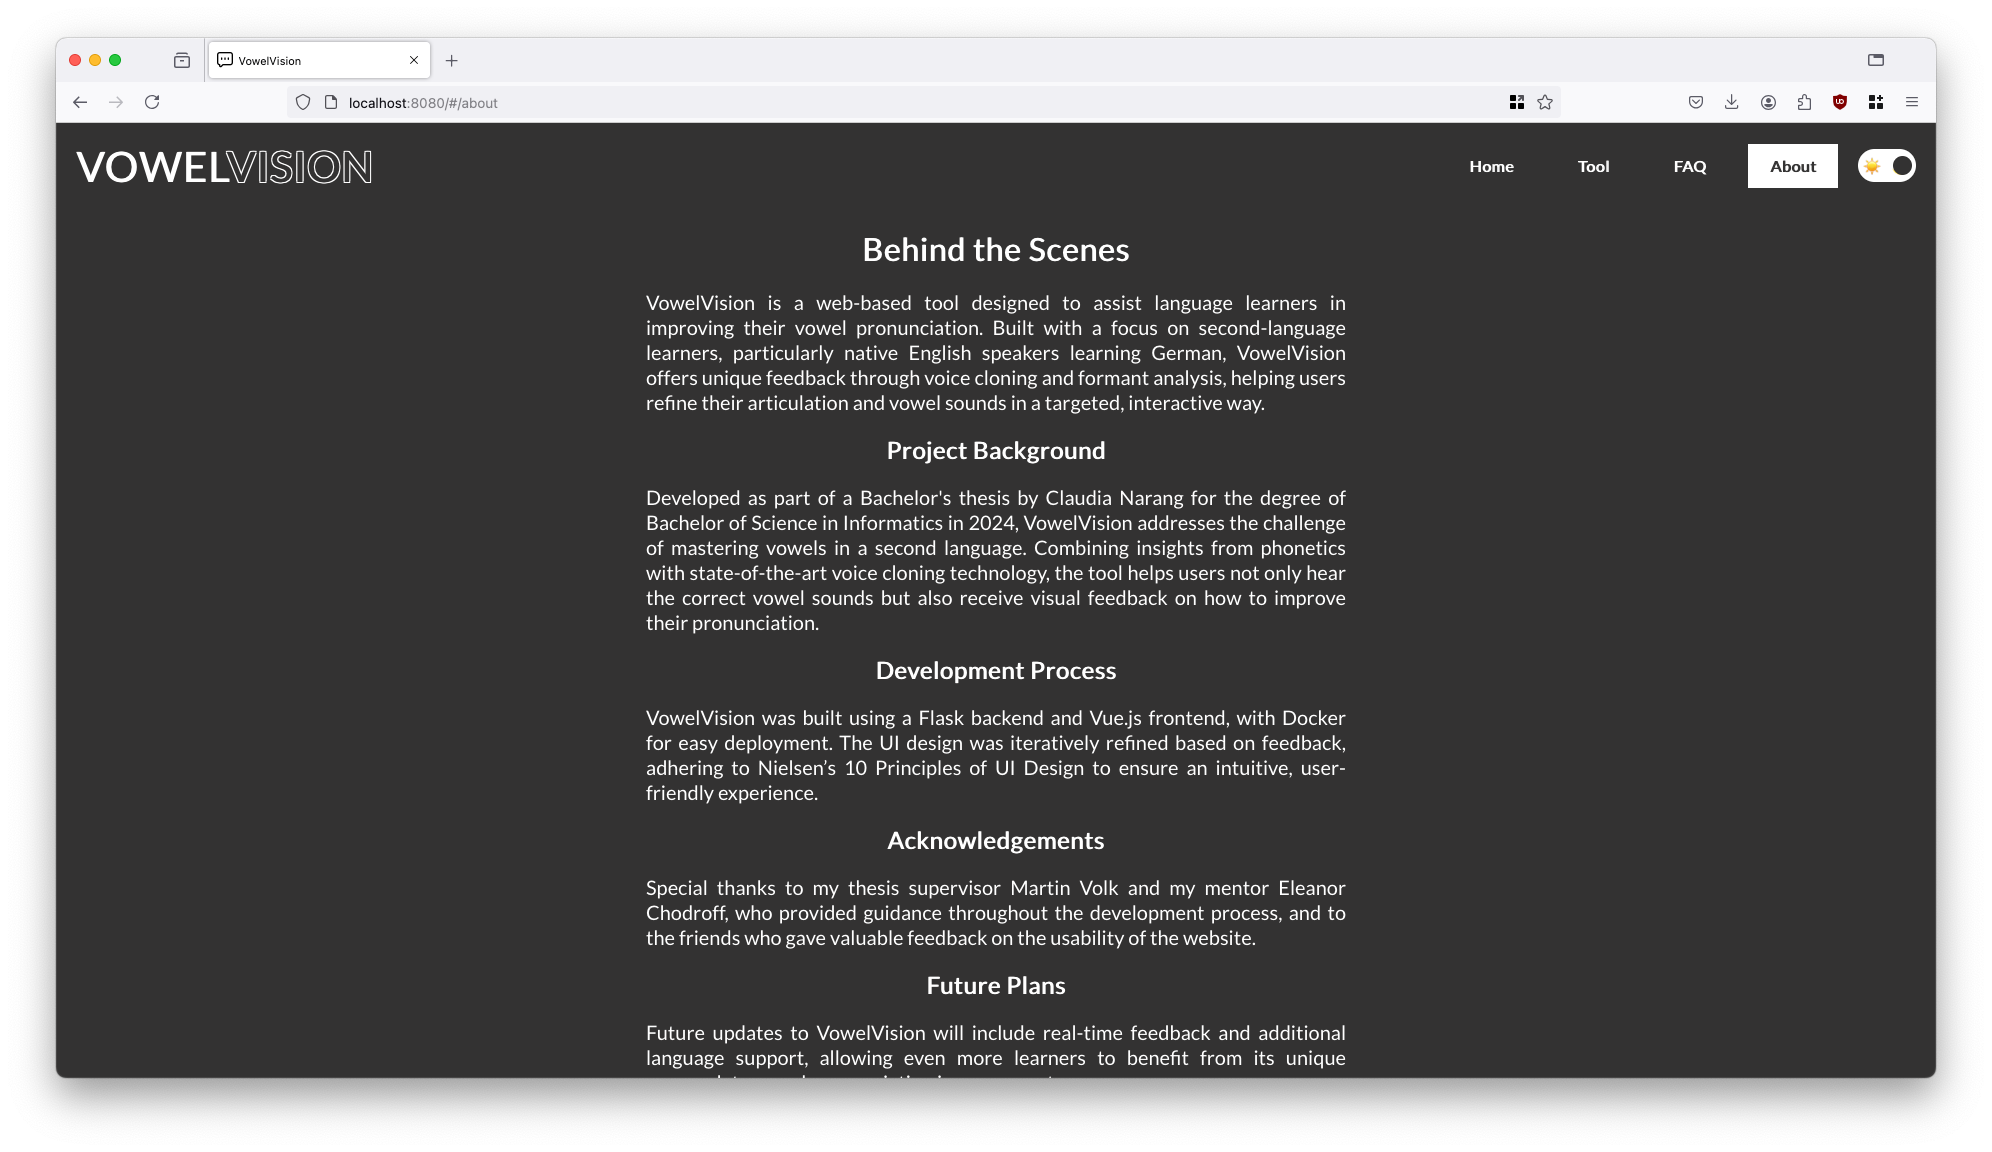 VowelVision
localhost:8080/#/about
VOWELVISION
Home
Tool
FAQ
About
Behind the Scenes
VowelVision is a web-based tool designed to assist language learners in
improving their vowel pronunciation. Built with a focus on second-language
learners, particularly native English speakers learning German, VowelVision
offers unique feedback through voice cloning and formant analysis, helping users
refine their articulation and vowel sounds in a targeted, interactive way.
Project Background
Developed as part of a Bachelor's thesis by Claudia Narang for the degree of
Bachelor of Science in Informatics in 2024, VowelVision addresses the challenge
of mastering vowels in a second language. Combining insights from phonetics
with state-of-the-art voice cloning technology, the tool helps users not only hear
the correct vowel sounds but also receive visual feedback on how to improve
their pronunciation.
Development Process
VowelVision was built using a Flask backend and Vue.js frontend, with Docker
for easy deployment. The UI design was iteratively refined based on feedback,
adhering to Nielsen’s 10 Principles of UI Design to ensure an intuitive, user-
friendly experience.
Acknowledgements
Special thanks to my thesis supervisor Martin Volk and my mentor Eleanor
Chodroff, who provided guidance throughout the development process, and to
the friends who gave valuable feedback on the usability of the website.
Future Plans
Future updates to VowelVision will include real-time feedback and additional
language support, allowing even more learners to benefit from its unique